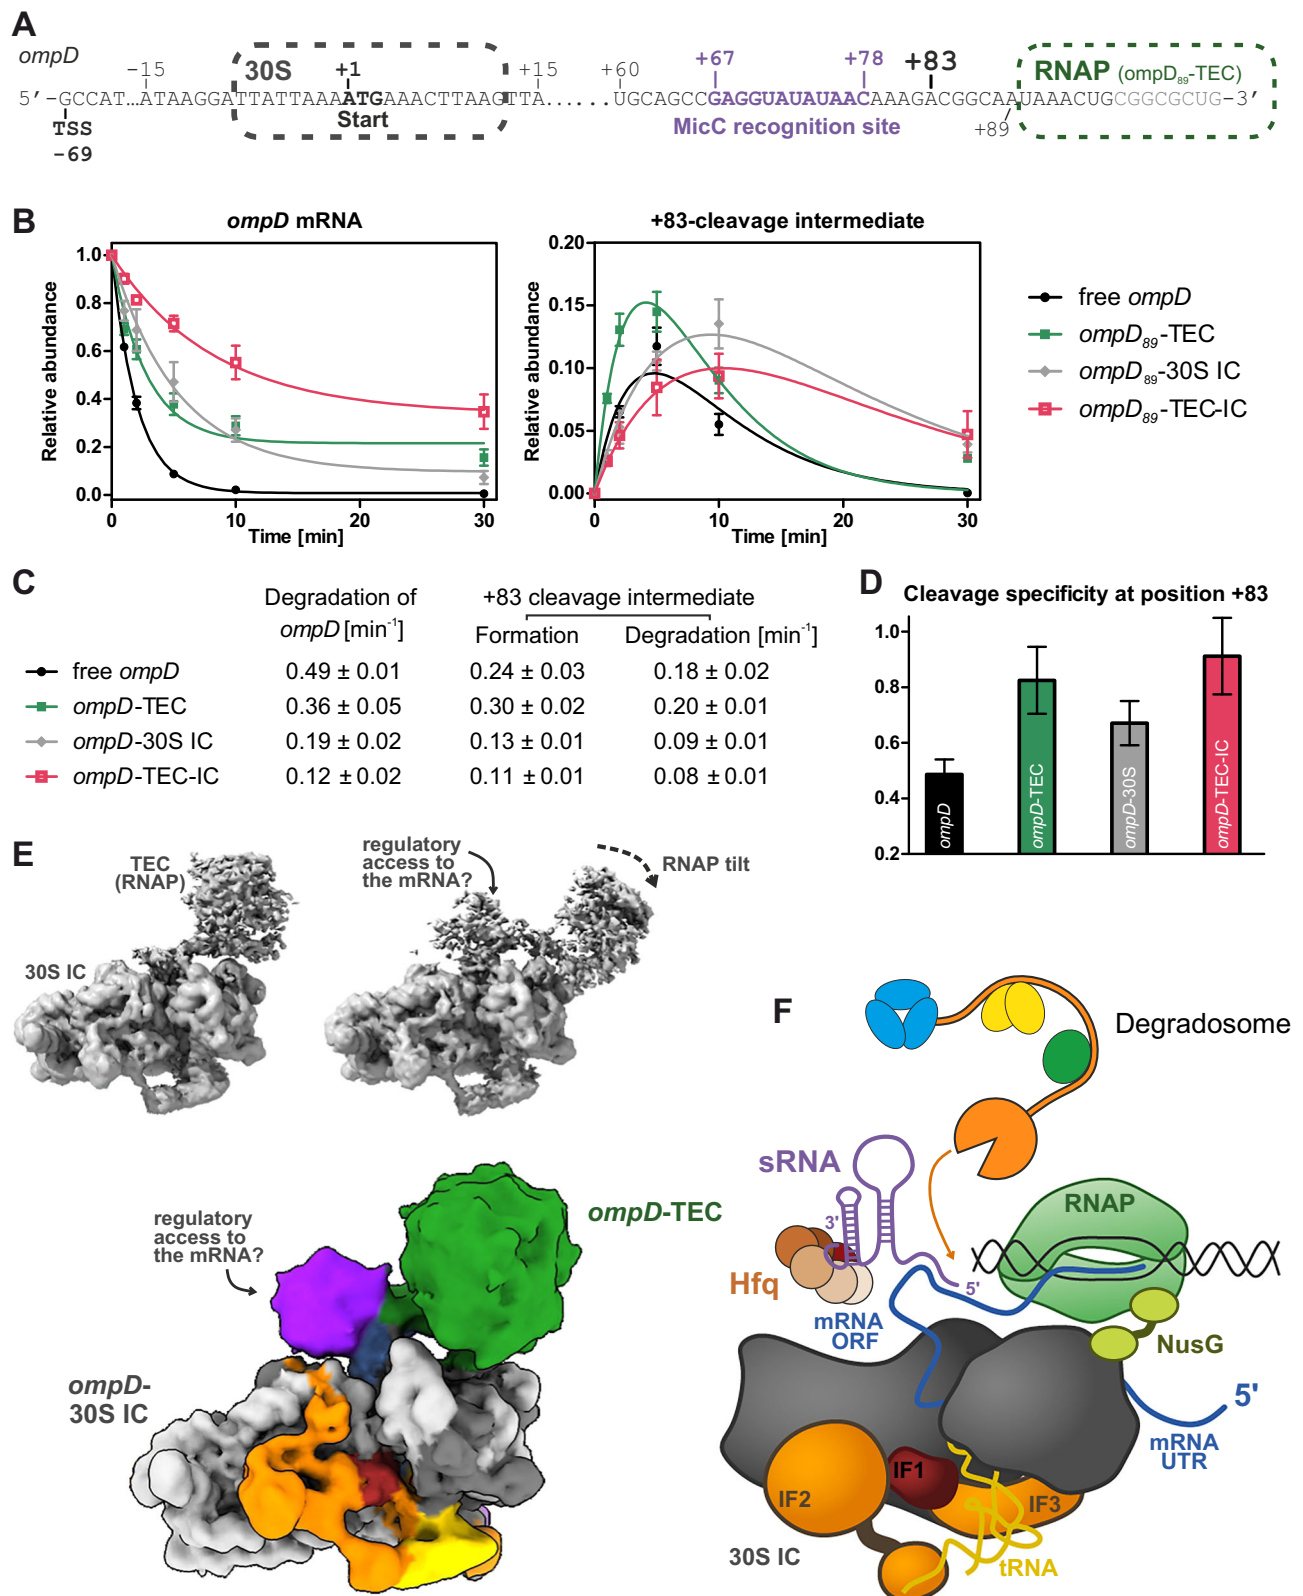 A
ompD
−15
30S
+1
+15
+60
+67
+78
+83
RNAP (ompD89-TEC)
5′-GCCAT…ATAAGGATTATTAAAATGAAACTTAAGTTA......UGCAGCCGAGGUAUAUAACAAAGACGGCAAUAAACUGCGGCGCUG-3′
TSS
-69
Start
MicC recognition site
+89
B
ompD mRNA
Relative abundance
1.0
0.8
0.6
0.4
0.2
0.0
0
10
20
30
Time [min]
+83-cleavage intermediate
Relative abundance
0.20
0.15
0.10
0.05
0.00
0
10
20
30
Time [min]
free ompD
ompD89-TEC
ompD89-30S IC
ompD89-TEC-IC
C
Degradation of ompD [min-1]
+83 cleavage intermediate
Formation
Degradation [min-1]
free ompD 0.49 ± 0.01 0.24 ± 0.03 0.18 ± 0.02
ompD-TEC 0.36 ± 0.05 0.30 ± 0.02 0.20 ± 0.01
ompD-30S IC 0.19 ± 0.02 0.13 ± 0.01 0.09 ± 0.01
ompD-TEC-IC 0.12 ± 0.02 0.11 ± 0.01 0.08 ± 0.01
D
Cleavage specificity at position +83
1.0
0.8
0.6
0.4
0.2
ompD
ompD-TEC
ompD-30S
ompD-TEC-IC
E
TEC
(RNAP)
30S IC
regulatory
access to
the mRNA?
RNAP tilt
regulatory
access to
the mRNA?
ompD-TEC
ompD-
30S IC
F
Degradosome
sRNA
3'
Hfq
5'
mRNA
ORF
RNAP
NusG
5'
mRNA
UTR
IF1
IF2
IF3
30S IC
tRNA